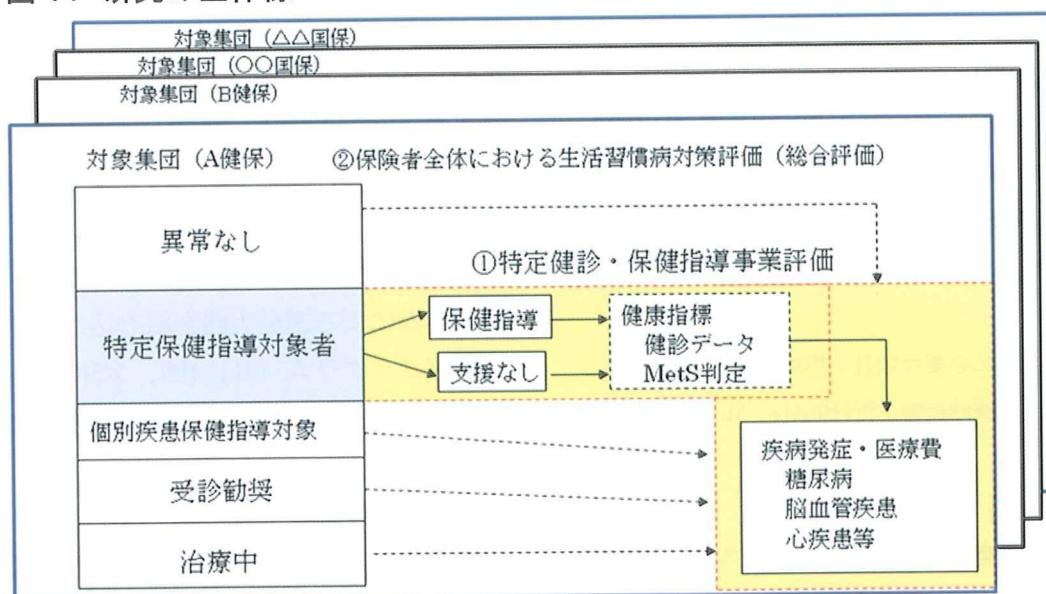 対象集団（△△国保）
対象集団（〇〇国保）
対象集団（B健保）
対象集団（A健保）
②保険者全体における生活習慣病対策評価（総合評価）
異常なし
①特定健診・保健指導事業評価
特定保健指導対象者
保健指導
支援なし
健康指標
健診データ
MetS判定
個別疾患保健指導対象
受診勧奨
治療中
疾病発症・医療費
糖尿病
脳血管疾患
心疾患等